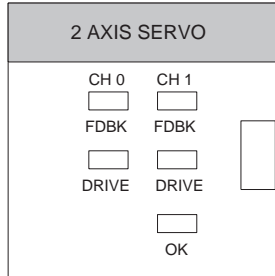 2 AXIS SERVO
CH 0 CH 1
FDBK FDBK
DRIVE DRIVE
OK